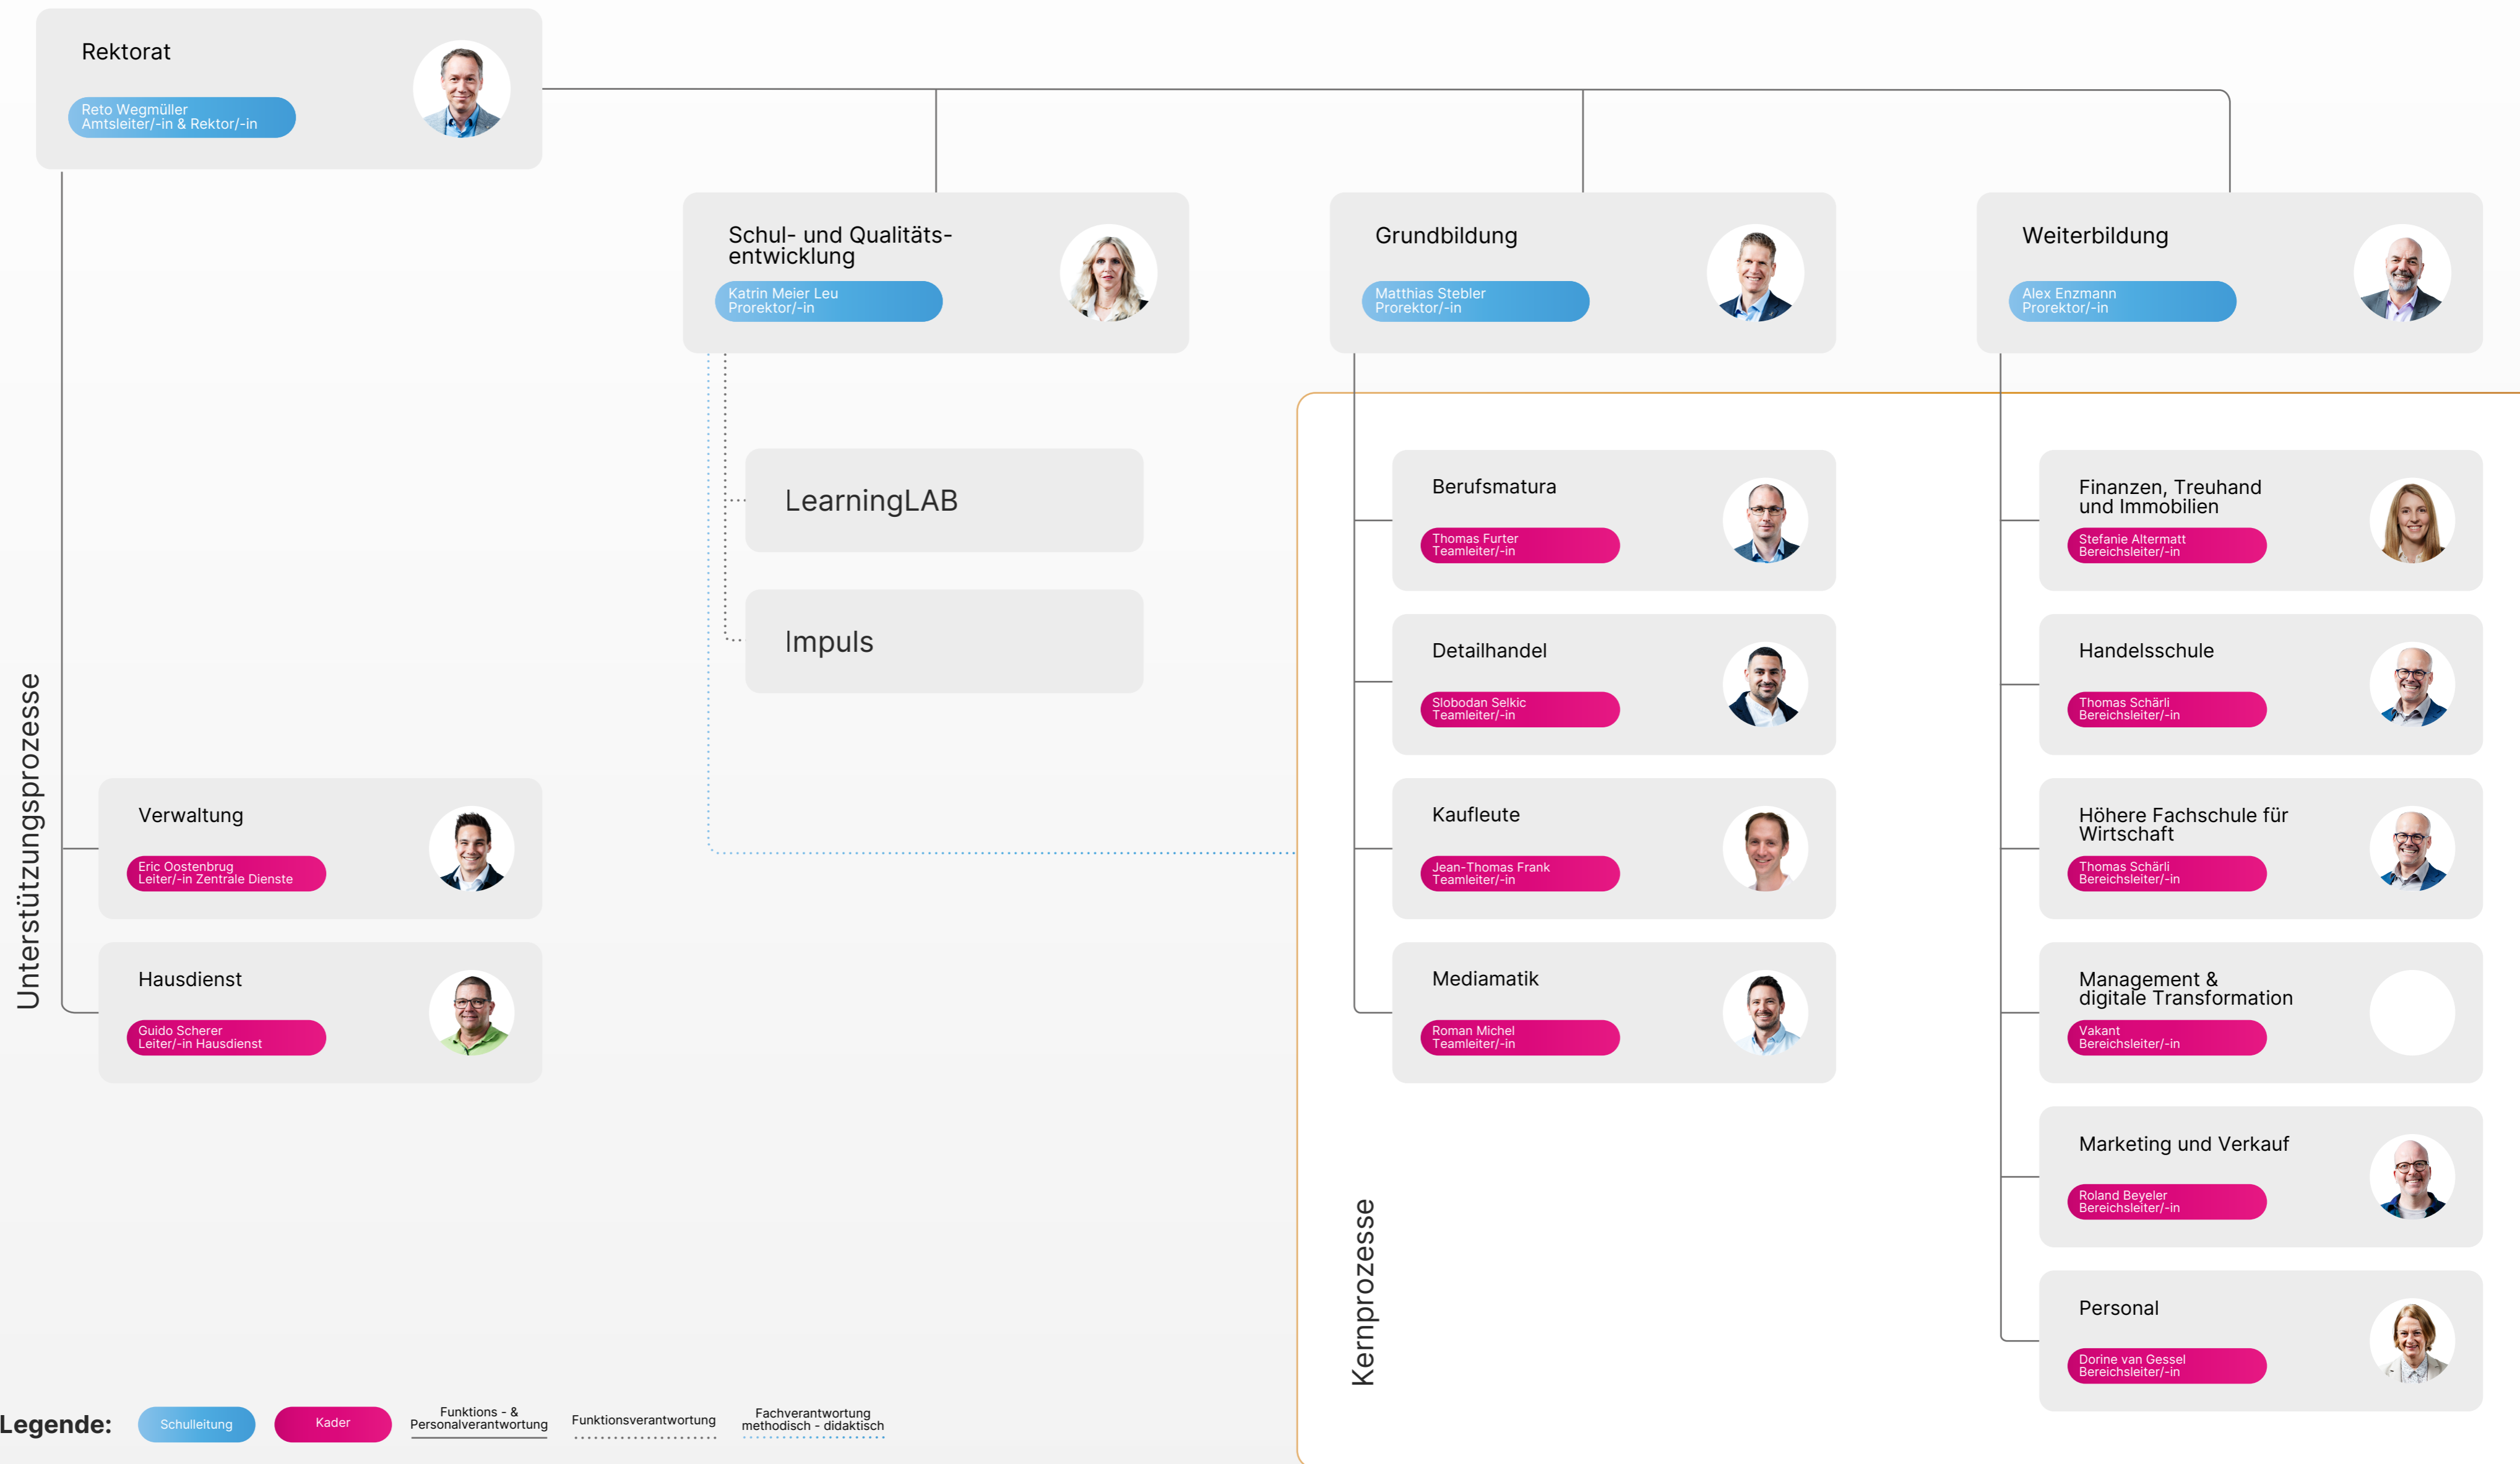 Rektorat
Reto Wegmüller
Amtsleiter/-in & Rektor/-in
Schul- und Qualitäts-
entwicklung
Katrin Meier Leu
Prorektor/-in
Grundbildung
Matthias Stebler
Prorektor/-in
Weiterbildung
Alex Enzmann
Prorektor/-in
LearningLAB
Impuls
Unterstützungsprozesse
Verwaltung
Eric Oostenbrug
Leiter/-in Zentrale Dienste
Hausdienst
Guido Scherer
Leiter/-in Hausdienst
Berufsmatura
Thomas Furter
Teamleiter/-in
Detailhandel
Slobodan Selkic
Teamleiter/-in
Kaufleute
Jean-Thomas Frank
Teamleiter/-in
Mediamatik
Roman Michel
Teamleiter/-in
Kernprozesse
Finanzen, Treuhand
und Immobilien
Stefanie Altermatt
Bereichsleiter/-in
Handelsschule
Thomas Schärli
Bereichsleiter/-in
Höhere Fachschule für
Wirtschaft
Thomas Schärli
Bereichsleiter/-in
Management &
digitale Transformation
Vakant
Bereichsleiter/-in
Marketing und Verkauf
Roland Beyeler
Bereichsleiter/-in
Personal
Dorine van Gessel
Bereichsleiter/-in
Legende:
Schulleitung
Kader
Funktions - &
Personalverantwortung
Funktionsverantwortung
Fachverantwortung
methodisch - didaktisch